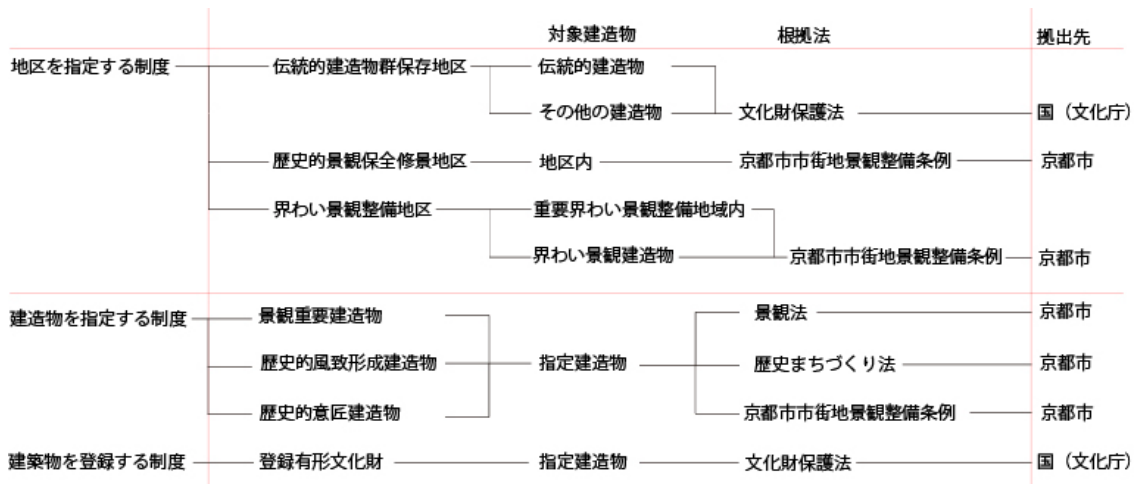 対象建造物 根拠法 拠出先
地区を指定する制度 伝統的建造物群保存地区 伝統的建造物
その他の建造物 文化財保護法 国（文化庁）
歴史的景観保全修景地区 地区内 京都市市街地景観整備条例 京都市
界わい景観整備地区 重要界わい景観整備地域内
界わい景観建造物 京都市市街地景観整備条例 京都市
建造物を指定する制度 景観重要建造物 景観法 京都市
歴史的風致形成建造物 指定建造物 歴史まちづくり法 京都市
歴史的意匠建造物 京都市市街地景観整備条例 京都市
建築物を登録する制度 登録有形文化財 指定建造物 文化財保護法 国（文化庁）